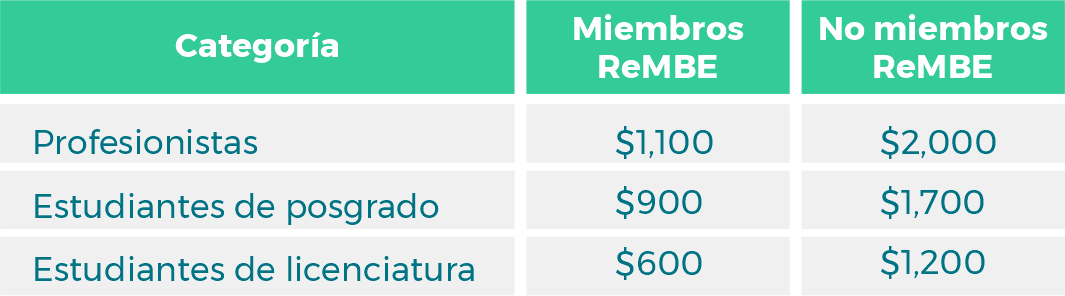 Categoría
Miembros
ReMBE
No miembros
ReMBE
Profesionistas $1,100 $2,000
Estudiantes de posgrado $900 $1,700
Estudiantes de licenciatura $600 $1,200